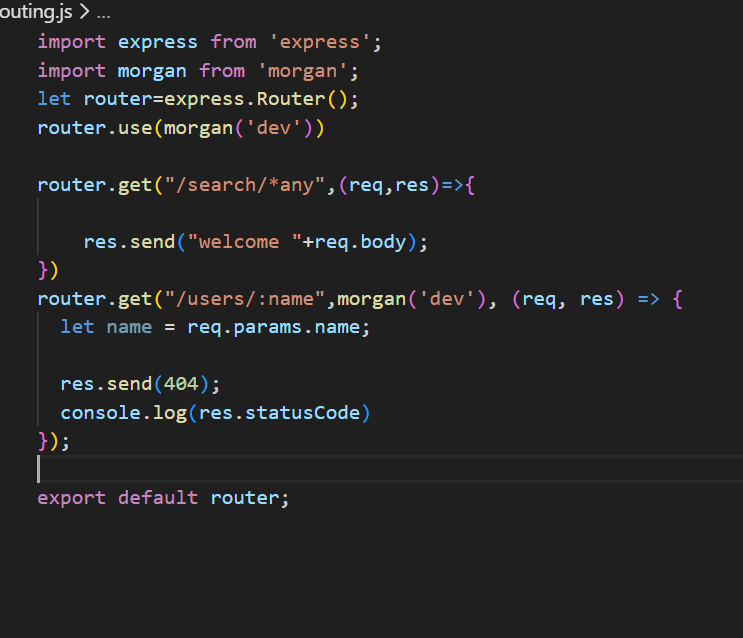 outing.js > ...
import express from 'express';
import morgan from 'morgan';
let router=express.Router();
router.use(morgan('dev'))
router.get("/search/*any",(req,res)=>{
res.send("welcome "+req.body);
})
router.get("/users/:name",morgan('dev'), (req, res) => {
let name = req.params.name;
res.send(404);
console.log(res.statusCode)
});
export default router;